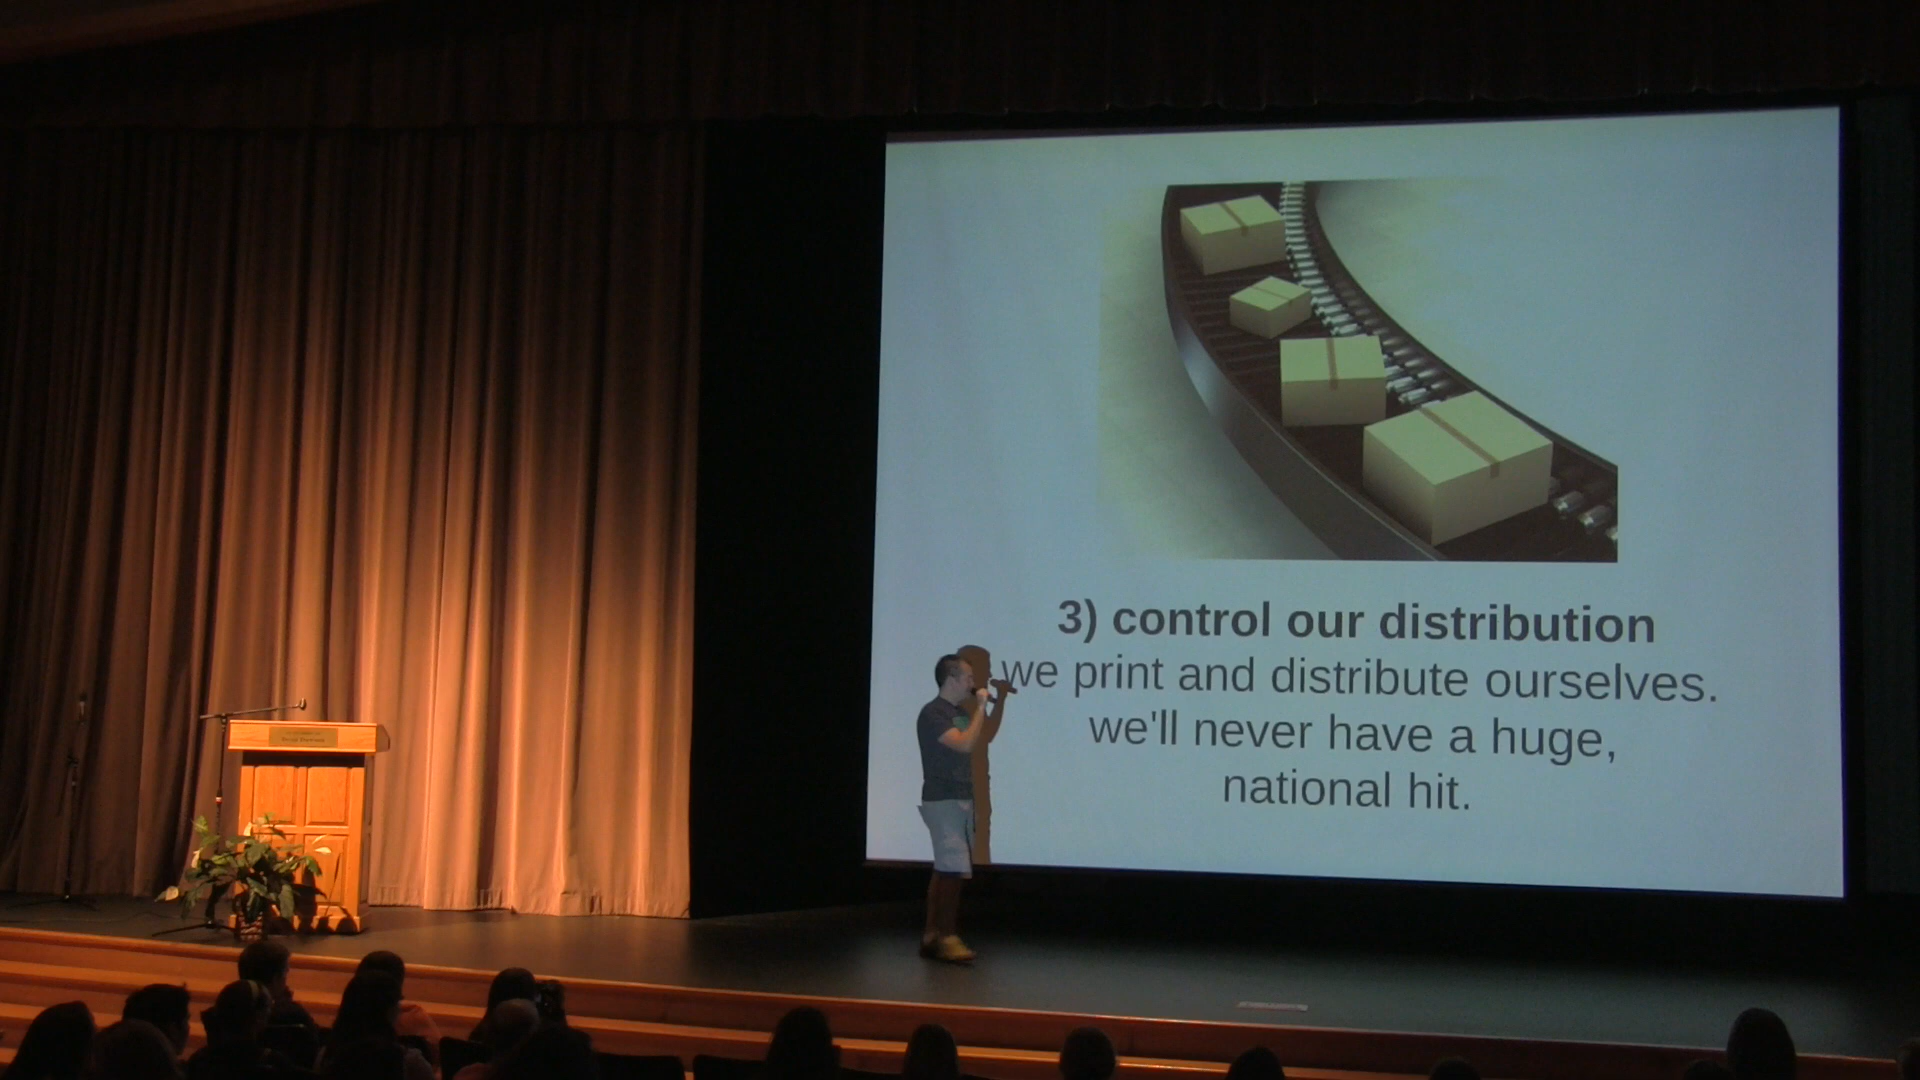 3) control our distribution
we print and distribute ourselves.
we'll never have a huge,
national hit.